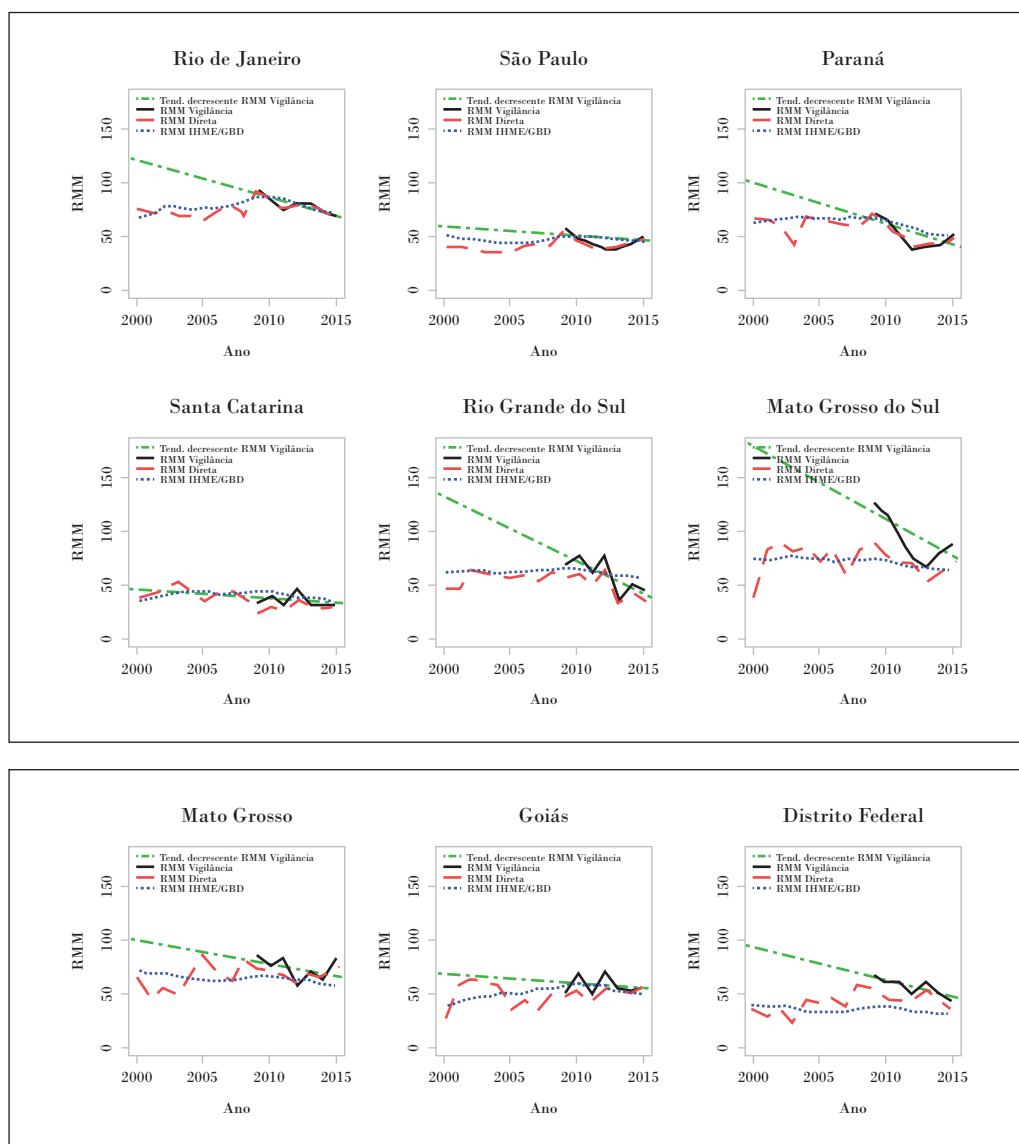 Rio de Janeiro
Tend. decrescente RMM Vigilância
RMM Vigilância
RMM Direta
RMM IHME/GBD
RMM
150
100
50
0
2000 2005 2010 2015
Ano
São Paulo
Tend. decrescente RMM Vigilância
RMM Vigilância
RMM Direta
RMM IHME/GBD
RMM
150
100
50
0
2000 2005 2010 2015
Ano
Paraná
Tend. decrescente RMM Vigilância
RMM Vigilância
RMM Direta
RMM IHME/GBD
RMM
150
100
50
0
2000 2005 2010 2015
Ano
Santa Catarina
Tend. decrescente RMM Vigilância
RMM Vigilância
RMM Direta
RMM IHME/GBD
RMM
150
100
50
0
2000 2005 2010 2015
Ano
Rio Grande do Sul
Tend. decrescente RMM Vigilância
RMM Vigilância
RMM Direta
RMM IHME/GBD
RMM
150
100
50
0
2000 2005 2010 2015
Ano
Mato Grosso do Sul
Tend. decrescente RMM Vigilância
RMM Vigilância
RMM Direta
RMM IHME/GBD
RMM
150
100
50
0
2000 2005 2010 2015
Ano
Mato Grosso
Tend. decrescente RMM Vigilância
RMM Vigilância
RMM Direta
RMM IHME/GBD
RMM
150
100
50
0
2000 2005 2010 2015
Ano
Goiás
Tend. decrescente RMM Vigilância
RMM Vigilância
RMM Direta
RMM IHME/GBD
RMM
150
100
50
0
2000 2005 2010 2015
Ano
Distrito Federal
Tend. decrescente RMM Vigilância
RMM Vigilância
RMM Direta
RMM IHME/GBD
RMM
150
100
50
0
2000 2005 2010 2015
Ano